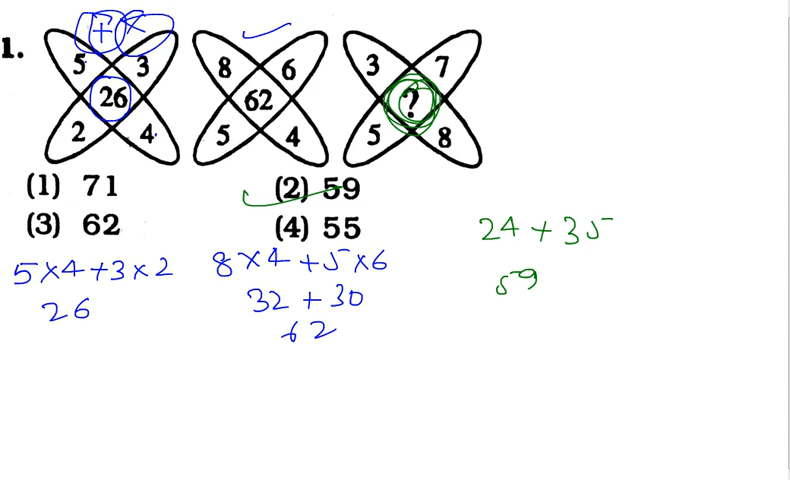 + ×
1.
5 3
26
2 4
8 6
62
5 4
3 7
?
5 8
(1) 71 (2) 59
(3) 62 (4) 55
5 × 4 + 3 × 2
26
8 × 4 + 5 × 6
32 + 30
62
24 + 35
59